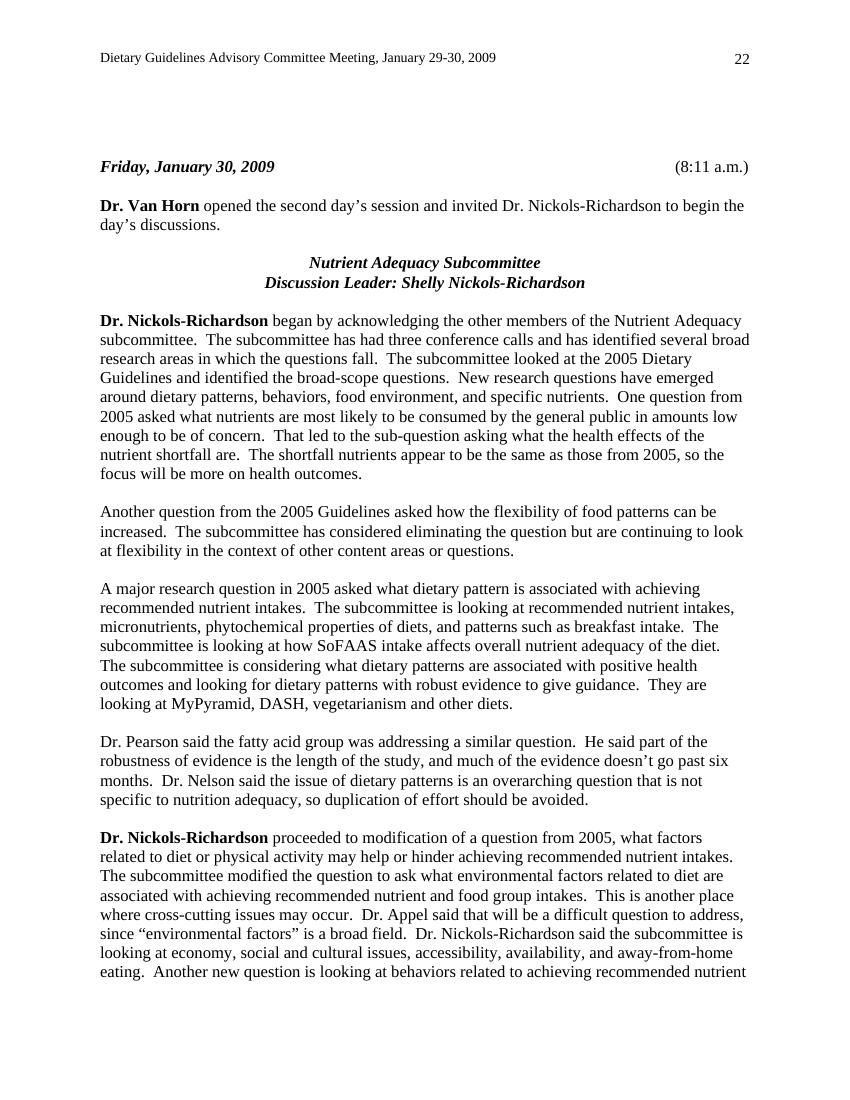 Dietary Guidelines Advisory Committee Meeting, January 29-30, 2009 22
Friday, January 30, 2009 (8:11 a.m.)
Dr. Van Horn opened the second day’s session and invited Dr. Nickols-Richardson to begin the
day’s discussions.
Nutrient Adequacy Subcommittee
Discussion Leader: Shelly Nickols-Richardson
Dr. Nickols-Richardson began by acknowledging the other members of the Nutrient Adequacy
subcommittee.  The subcommittee has had three conference calls and has identified several broad
research areas in which the questions fall.  The subcommittee looked at the 2005 Dietary
Guidelines and identified the broad-scope questions.  New research questions have emerged
around dietary patterns, behaviors, food environment, and specific nutrients.  One question from
2005 asked what nutrients are most likely to be consumed by the general public in amounts low
enough to be of concern.  That led to the sub-question asking what the health effects of the
nutrient shortfall are.  The shortfall nutrients appear to be the same as those from 2005, so the
focus will be more on health outcomes.
Another question from the 2005 Guidelines asked how the flexibility of food patterns can be
increased.  The subcommittee has considered eliminating the question but are continuing to look
at flexibility in the context of other content areas or questions.
A major research question in 2005 asked what dietary pattern is associated with achieving
recommended nutrient intakes.  The subcommittee is looking at recommended nutrient intakes,
micronutrients, phytochemical properties of diets, and patterns such as breakfast intake.  The
subcommittee is looking at how SoFAAS intake affects overall nutrient adequacy of the diet.
The subcommittee is considering what dietary patterns are associated with positive health
outcomes and looking for dietary patterns with robust evidence to give guidance.  They are
looking at MyPyramid, DASH, vegetarianism and other diets.
Dr. Pearson said the fatty acid group was addressing a similar question.  He said part of the
robustness of evidence is the length of the study, and much of the evidence doesn’t go past six
months.  Dr. Nelson said the issue of dietary patterns is an overarching question that is not
specific to nutrition adequacy, so duplication of effort should be avoided.
Dr. Nickols-Richardson proceeded to modification of a question from 2005, what factors
related to diet or physical activity may help or hinder achieving recommended nutrient intakes.
The subcommittee modified the question to ask what environmental factors related to diet are
associated with achieving recommended nutrient and food group intakes.  This is another place
where cross-cutting issues may occur.  Dr. Appel said that will be a difficult question to address,
since “environmental factors” is a broad field.  Dr. Nickols-Richardson said the subcommittee is
looking at economy, social and cultural issues, accessibility, availability, and away-from-home
eating.  Another new question is looking at behaviors related to achieving recommended nutrient